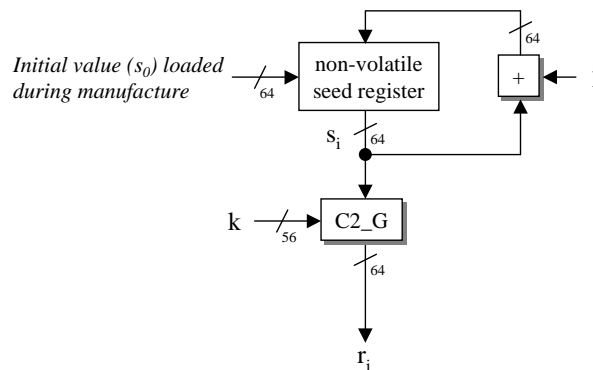 64
Initial value (s0) loaded
during manufacture
64
non-volatile
seed register
+
64
si
64
k
56
C2_G
64
ri